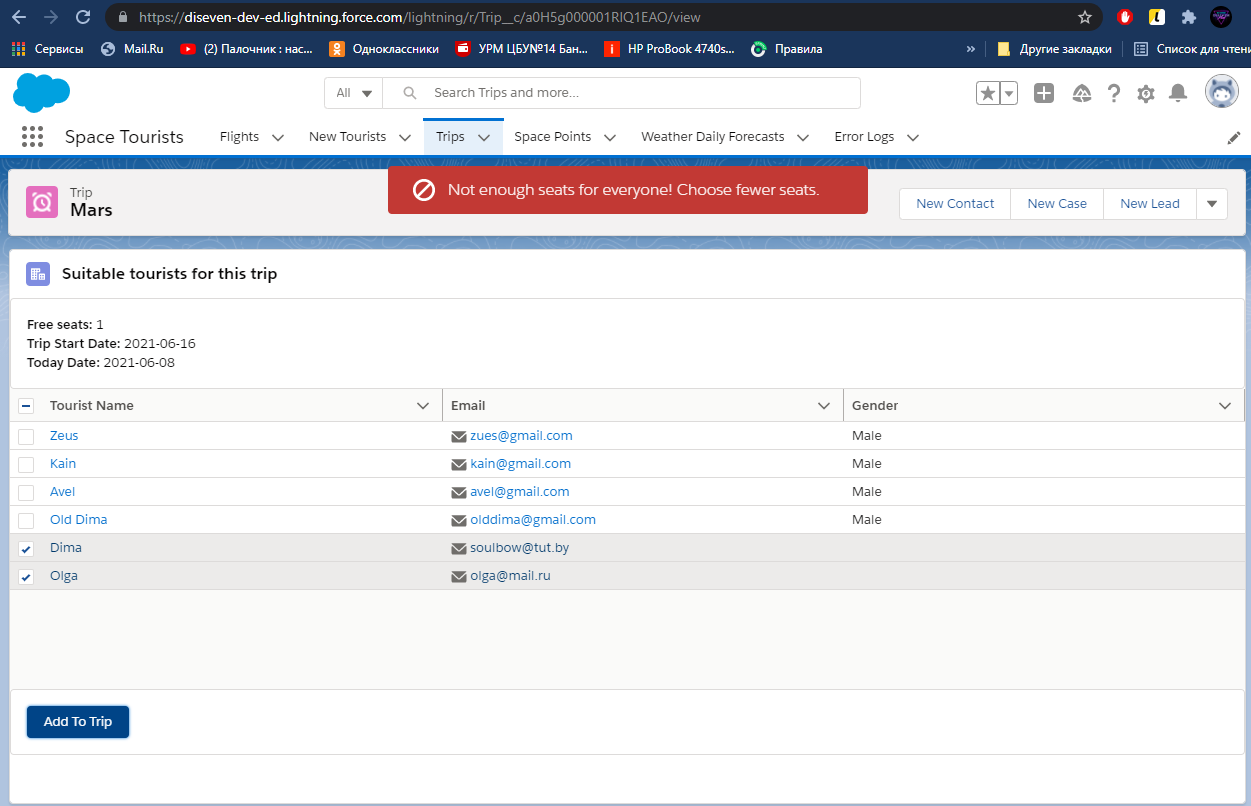 https://diseven-dev-ed.lightning.force.com/lightning/r/Trip__c/a0H5g000001RIQ1EAO/view
Сервисы Mail.Ru (2) Палочник : нас... Одноклассники УРМ ЦБУ№14 Бан... HP ProBook 4740s... Правила » Другие закладки Список для чтени
All Search Trips and more...
Space Tourists Flights New Tourists Trips Space Points Weather Daily Forecasts Error Logs
Not enough seats for everyone! Choose fewer seats.
Trip
Mars
New Contact New Case New Lead
Suitable tourists for this trip
Free seats: 1
Trip Start Date: 2021-06-16
Today Date: 2021-06-08
Tourist Name Email Gender
Zeus zues@gmail.com Male
Kain kain@gmail.com Male
Avel avel@gmail.com Male
Old Dima olddima@gmail.com Male
Dima soulbow@tut.by
Olga olga@mail.ru
Add To Trip